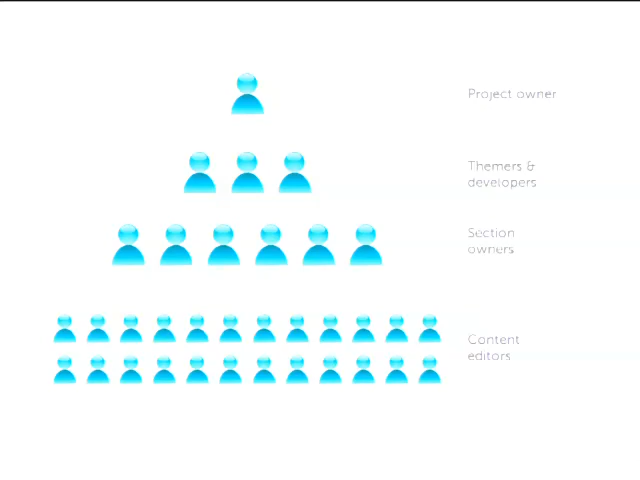 Project owner
Themers &
developers
Section
owners
Content
editors